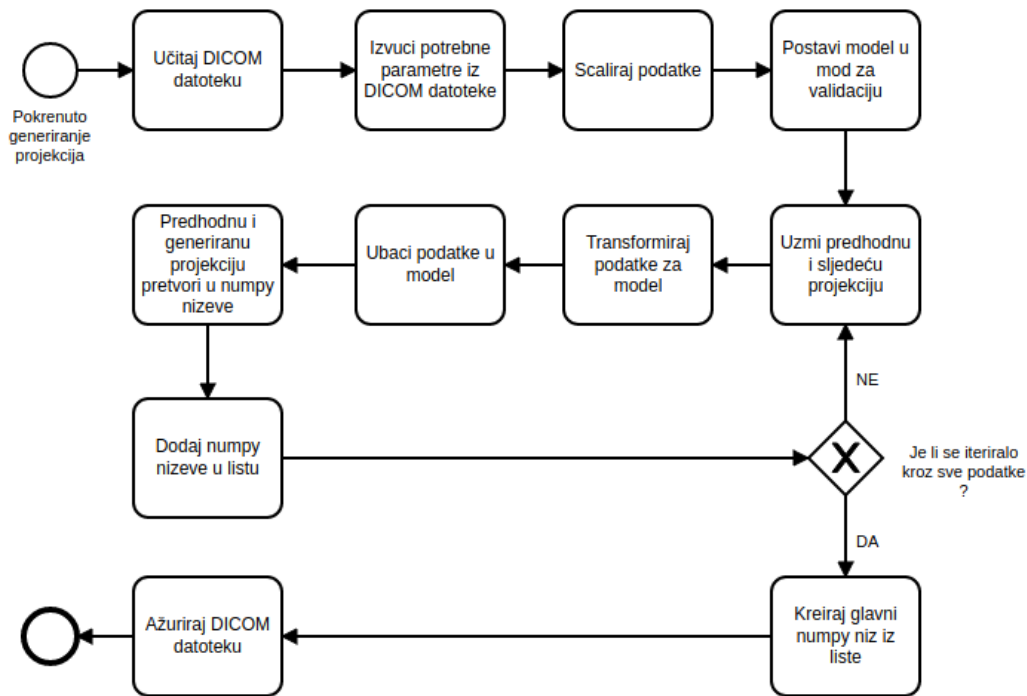 Učitaj DICOM
datoteku
Izvuci potrebne
parametre iz
DICOM datoteke
Scaliraj podatke
Postavi model u
mod za
validaciju
Pokrenuto
generiranje
projekcija
Predhodnu i
generiranu
projekciju
pretvori u numpy
nizeve
Ubaci podatke u
model
Transformiraj
podatke za
model
Uzmi predhodnu
i sljedeću
projekciju
NE
Dodaj numpy
nizeve u listu
X
Je li se iteriralo
kroz sve podatke
?
DA
Ažuriraj DICOM
datoteku
Kreiraj glavni
numpy niz iz
liste